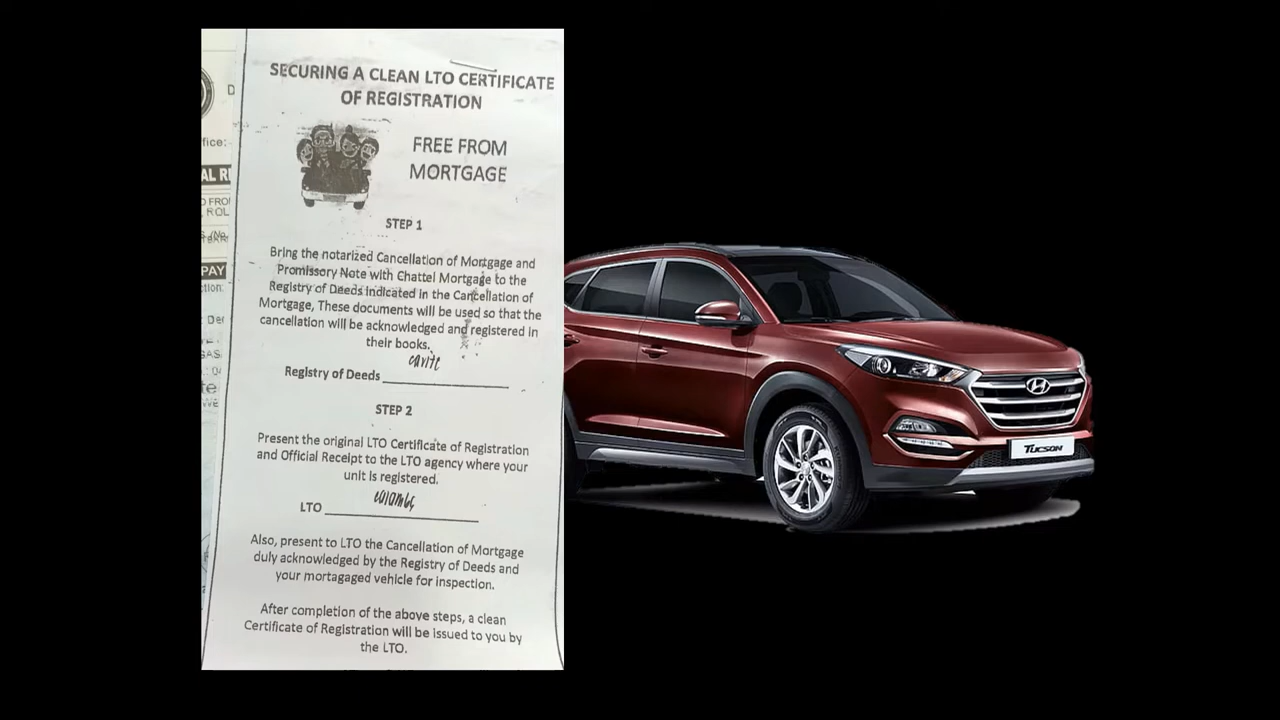 SECURING A CLEAN LTO CERTIFICATE
OF REGISTRATION
FREE FROM
MORTGAGE
STEP 1
Bring the notarized Cancellation of Mortgage and
Promissory Note with Chattel Mortgage to the
Registry of Deeds indicated in the Cancellation of
Mortgage, These documents will be used so that the
cancellation will be acknowledged and registered in
their books.
Registry of Deeds cavite
STEP 2
Present the original LTO Certificate of Registration
and Official Receipt to the LTO agency where your
unit is registered.
LTO
Also, present to LTO the Cancellation of Mortgage
duly acknowledged by the Registry of Deeds and
your mortagaged vehicle for inspection.
After completion of the above steps, a clean
Certificate of Registration will be issued to you by
the LTO.
PAY
TUCSON